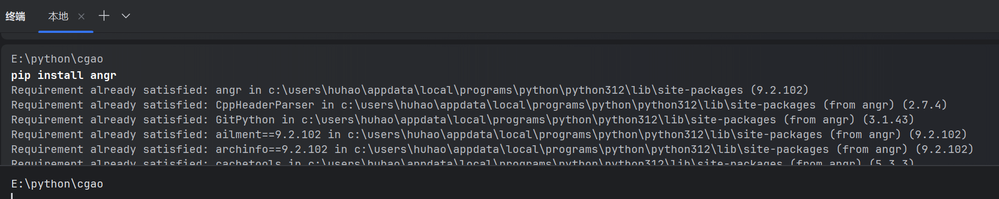 终端 本地
E:\python\cgao
pip install angr
Requirement already satisfied: angr in c:\users\huhao\appdata\local\programs\python\python312\lib\site-packages (9.2.102)
Requirement already satisfied: CppHeaderParser in c:\users\huhao\appdata\local\programs\python\python312\lib\site-packages (from angr) (2.7.4)
Requirement already satisfied: GitPython in c:\users\huhao\appdata\local\programs\python\python312\lib\site-packages (from angr) (3.1.43)
Requirement already satisfied: ailment==9.2.102 in c:\users\huhao\appdata\local\programs\python\python312\lib\site-packages (from angr) (9.2.102)
Requirement already satisfied: archinfo==9.2.102 in c:\users\huhao\appdata\local\programs\python\python312\lib\site-packages (from angr) (9.2.102)
Requirement already satisfied: cachetools in c:\users\huhao\appdata\local\programs\python\python312\lib\site-packages (from angr) (5.3.3)
E:\python\cgao